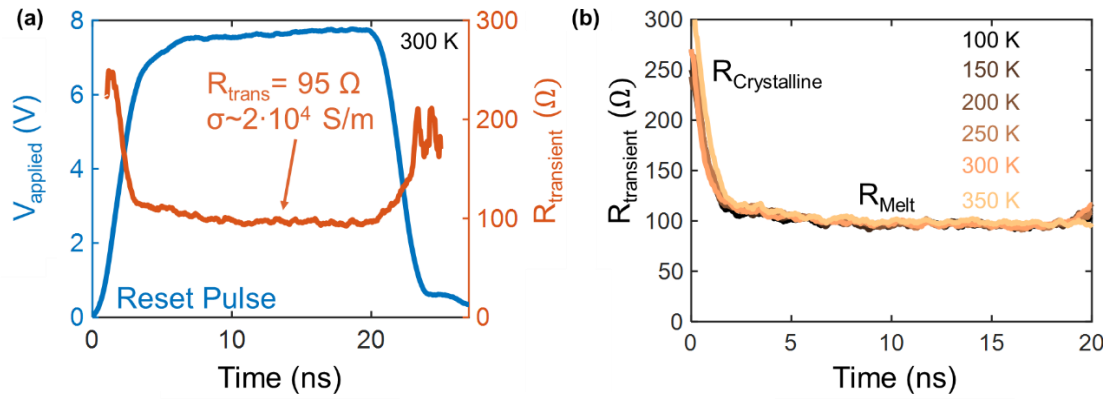 (a)
8
6
4
2
0
V_applied (V)
300 K
R_trans = 95 Ω
σ~2·10⁴ S/m
Reset Pulse
300
200
100
0
R_transient (Ω)
0
10
20
Time (ns)
(b)
300
250
200
150
100
50
0
R_transient (Ω)
R_Crystalline
R_Melt
100 K
150 K
200 K
250 K
300 K
350 K
0
5
10
15
20
Time (ns)